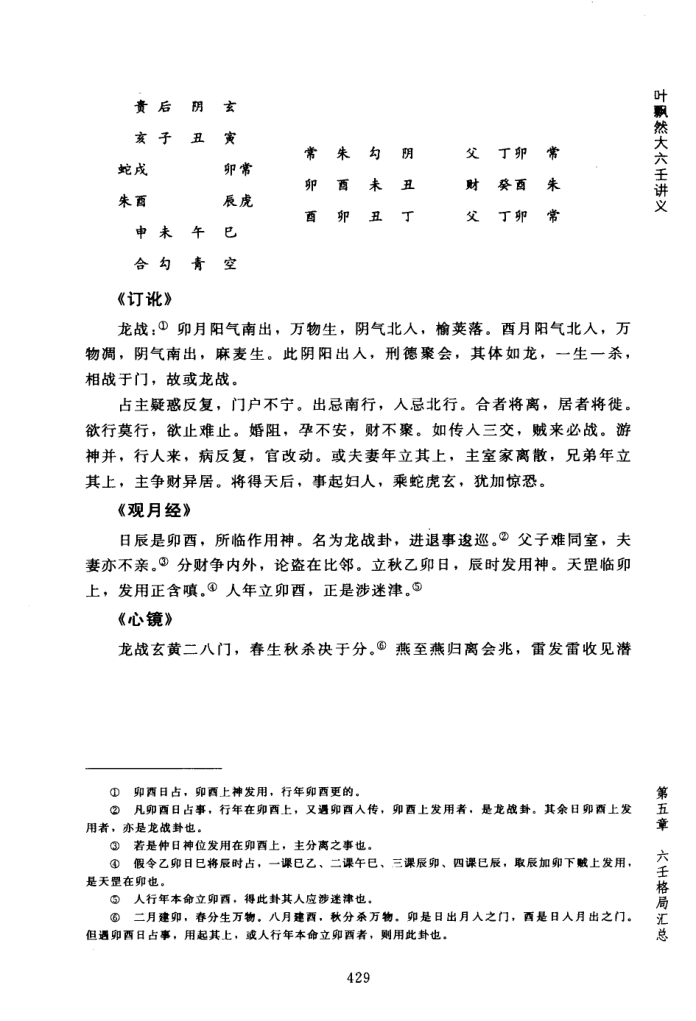 叶飘然大六壬讲义
贵 后 阴 玄
亥 子 丑 寅
蛇戌 卯常
朱酉 辰虎
申 未 午 巳
合 勾 青 空
常 朱 勾 阴 父 丁卯 常
卯 酉 未 丑 财 癸酉 朱
酉 卯 丑 丁 父 丁卯 常
《订讹》
龙战:① 卯月阳气南出，万物生，阴气北人，榆荚落。酉月阳气北人，万
物凋，阴气南出，麻麦生。此阴阳出人，刑德聚会，其体如龙，一生一杀，
相战于门，故或龙战。
占主疑惑反复，门户不宁。出忌南行，人忌北行。合者将离，居者将徙。
欲行莫行，欲止难止。婚阻，孕不安，财不聚。如传人三交，贼来必战。游
神并，行人来，病反复，官改动。或夫妻年立其上，主室家离散，兄弟年立
其上，主争财异居。将得天后，事起妇人，乘蛇虎玄，犹加惊恐。
《观月经》
日辰是卯酉，所临作用神。名为龙战卦，进退事逡巡。② 父子难同室，夫
妻亦不亲。③ 分财争内外，论盗在比邻。立秋乙卯日，辰时发用神。天罡临卯
上，发用正含嗔。④ 人年立卯酉，正是涉迷津。⑤
《心镜》
龙战玄黄二八门，春生秋杀决于分。⑥ 燕至燕归离会兆，雷发雷收见潜
① 卯酉日占，卯酉上神发用，行年卯酉更的。
② 凡卯酉日占事，行年在卯酉上，又遇卯酉人传，卯酉上发用者，是龙战卦。其余日卯酉上发
用者，亦是龙战卦也。
③ 若是仲日神位发用在卯酉上，主分离之事也。
④ 假令乙卯日巳将辰时占，一课巳乙、二课午巳、三课辰卯、四课巳辰，取辰加卯下贼上发用，
是天罡在卯也。
⑤ 人行年本命立卯酉，得此卦其人应涉迷津也。
⑥ 二月建卯，春分生万物。八月建酉，秋分杀万物。卯是日出月人之门，酉是日人月出之门。
但遇卯酉日占事，用起其上，或人行年本命立卯酉者，则用此卦也。
第五章 六壬格局汇总
429